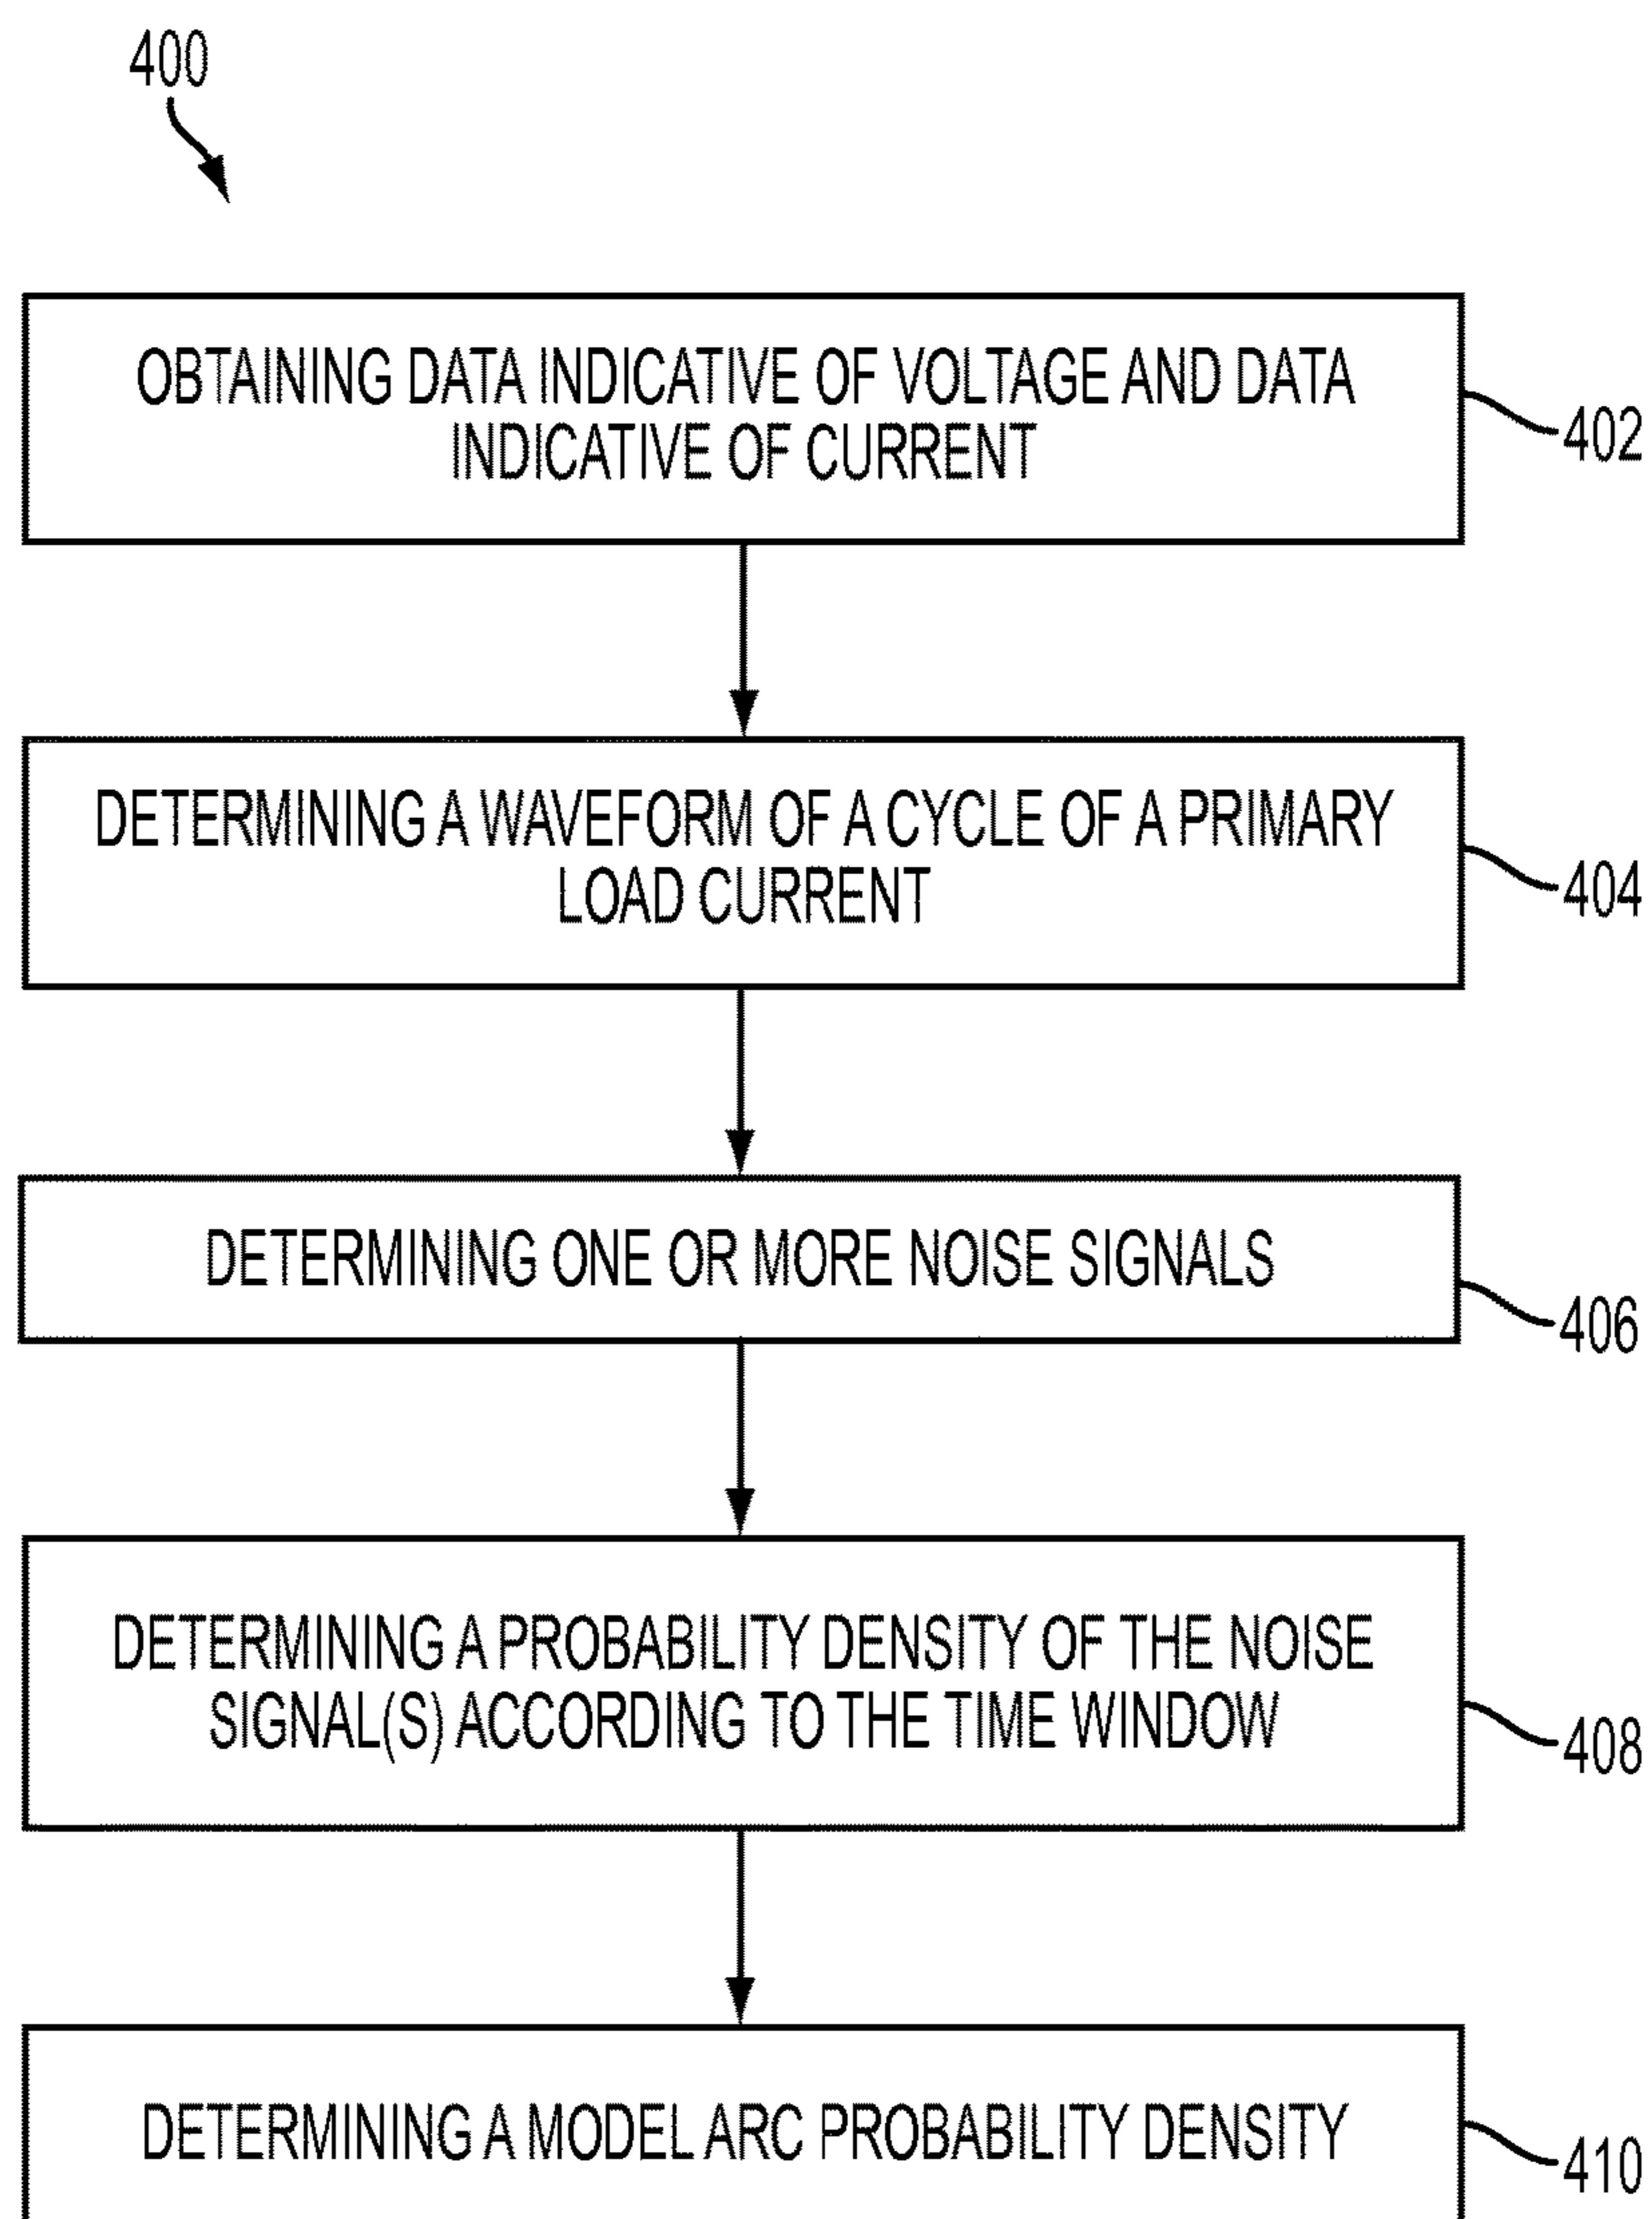 400
OBTAINING DATA INDICATIVE OF VOLTAGE AND DATA
INDICATIVE OF CURRENT
402
DETERMINING A WAVEFORM OF A CYCLE OF A PRIMARY
LOAD CURRENT
404
DETERMINING ONE OR MORE NOISE SIGNALS
406
DETERMINING A PROBABILITY DENSITY OF THE NOISE
SIGNAL(S) ACCORDING TO THE TIME WINDOW
408
DETERMINING A MODEL ARC PROBABILITY DENSITY
410